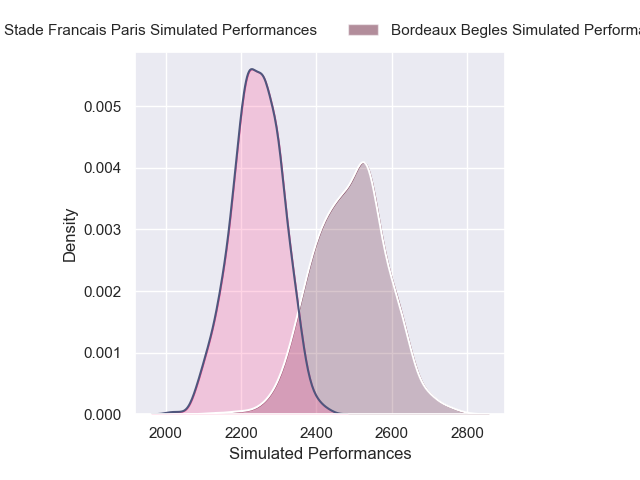 Stade Francais Paris Simulated Performances
Bordeaux Begles Simulated Performa
0.005
0.004
0.003
0.002
0.001
0.000
Density
2000 2200 2400 2600 2800
Simulated Performances